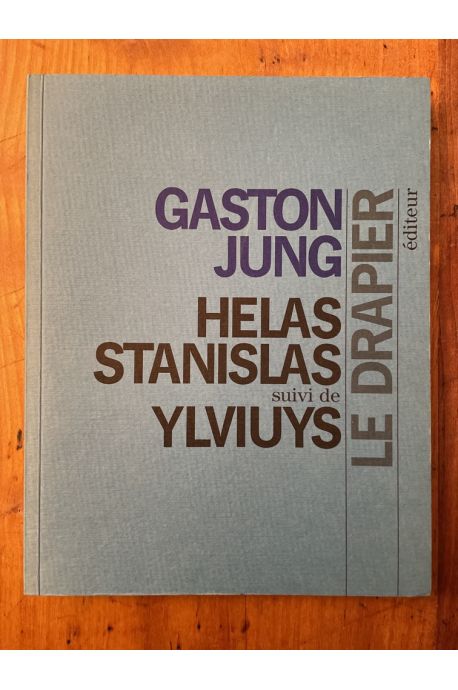 GASTON
JUNG
HELAS
STANISLAS
suivi de
YLVIUYS
LE DRAPIER
éditeur